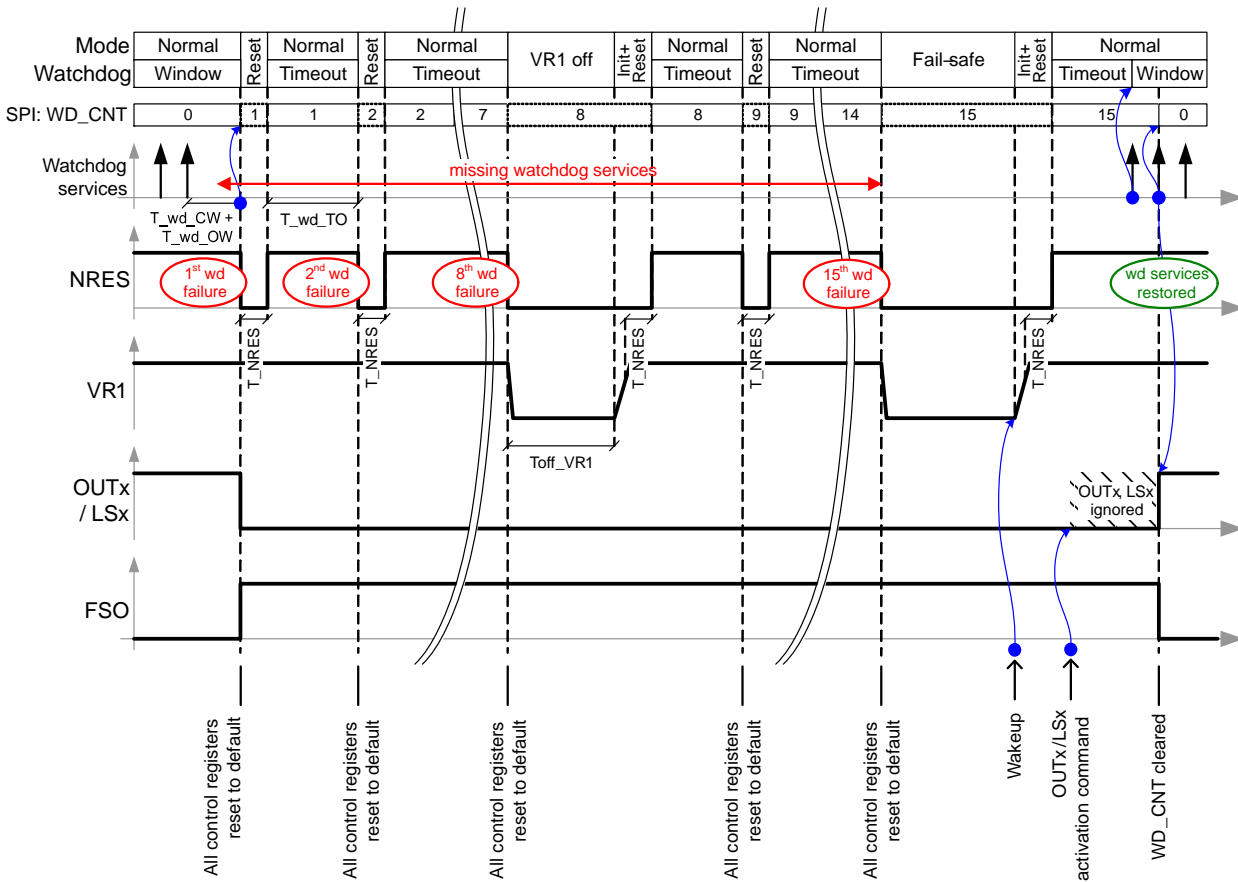 Mode Normal Reset Normal Reset Normal VR1 off Init+ Reset Normal Reset Normal Fail-safe Init+ Reset Normal
Watchdog Window Timeout Timeout Timeout Timeout Timeout Window
SPI: WD_CNT 0 1 1 2 2 7 8 8 9 9 14 15 15 0
Watchdog
services
missing watchdog services
T_wd_CW +
T_wd_OW
T_wd_TO
NRES
1st wd
failure
2nd wd
failure
8th wd
failure
15th wd
failure
wd services
restored
T_NRES
T_NRES
T_NRES
T_NRES
T_NRES
VR1
Toff_VR1
OUTx
/ LSx
OUTx, LSx
ignored
FSO
All control registers
reset to default
All control registers
reset to default
All control registers
reset to default
All control registers
reset to default
All control registers
reset to default
Wakeup
OUTx/LSx
activation command
WD_CNT cleared